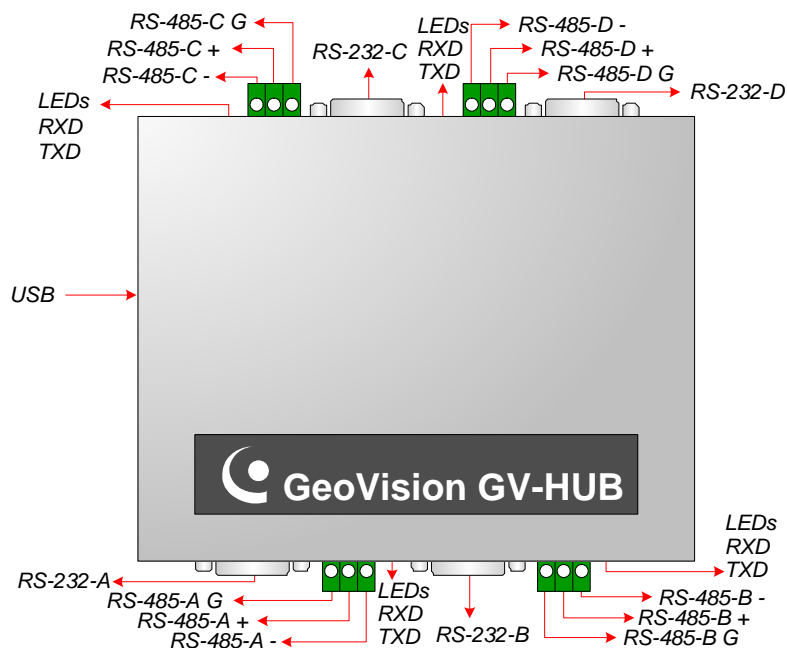 RS-485-C G
RS-485-C +
RS-485-C -
LEDs
RXD
TXD
RS-232-C
LEDs
RXD
TXD
RS-485-D -
RS-485-D +
RS-485-D G
RS-232-D
USB
GeoVision GV-HUB
RS-232-A
RS-485-A G
RS-485-A +
RS-485-A -
LEDs
RXD
TXD
RS-232-B
LEDs
RXD
TXD
RS-485-B -
RS-485-B +
RS-485-B G